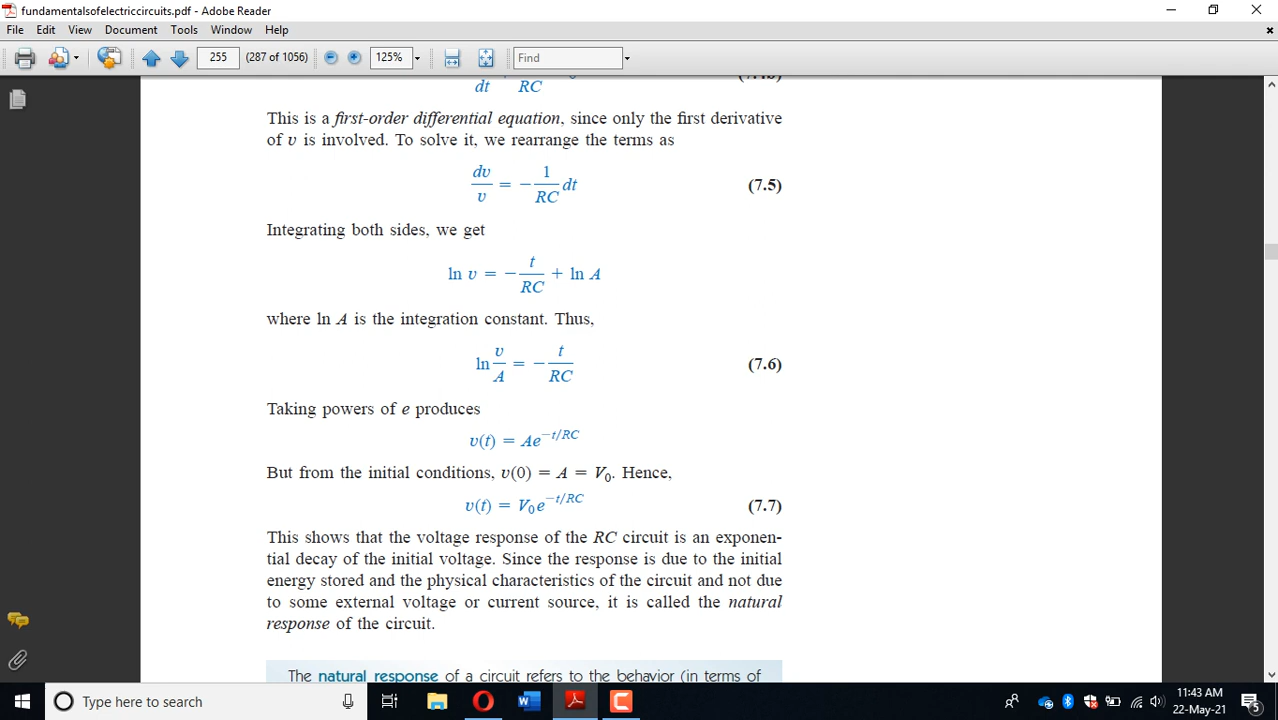 fundamentalsofelectriccircuits.pdf - Adobe Reader
File Edit View Document Tools Window Help
255 (287 of 1056) 125% Find
dt RC
This is a first-order differential equation, since only the first derivative
of v is involved. To solve it, we rearrange the terms as
dv/v = −1/RC dt (7.5)
Integrating both sides, we get
ln v = −t/RC + ln A
where ln A is the integration constant. Thus,
ln v/A = −t/RC (7.6)
Taking powers of e produces
v(t) = Ae^−t/RC
But from the initial conditions, v(0) = A = V₀. Hence,
v(t) = V₀e^−t/RC (7.7)
This shows that the voltage response of the RC circuit is an exponen-
tial decay of the initial voltage. Since the response is due to the initial
energy stored and the physical characteristics of the circuit and not due
to some external voltage or current source, it is called the natural
response of the circuit.
The natural response of a circuit refers to the behavior (in terms of
Type here to search
11:43 AM
22-May-21
5